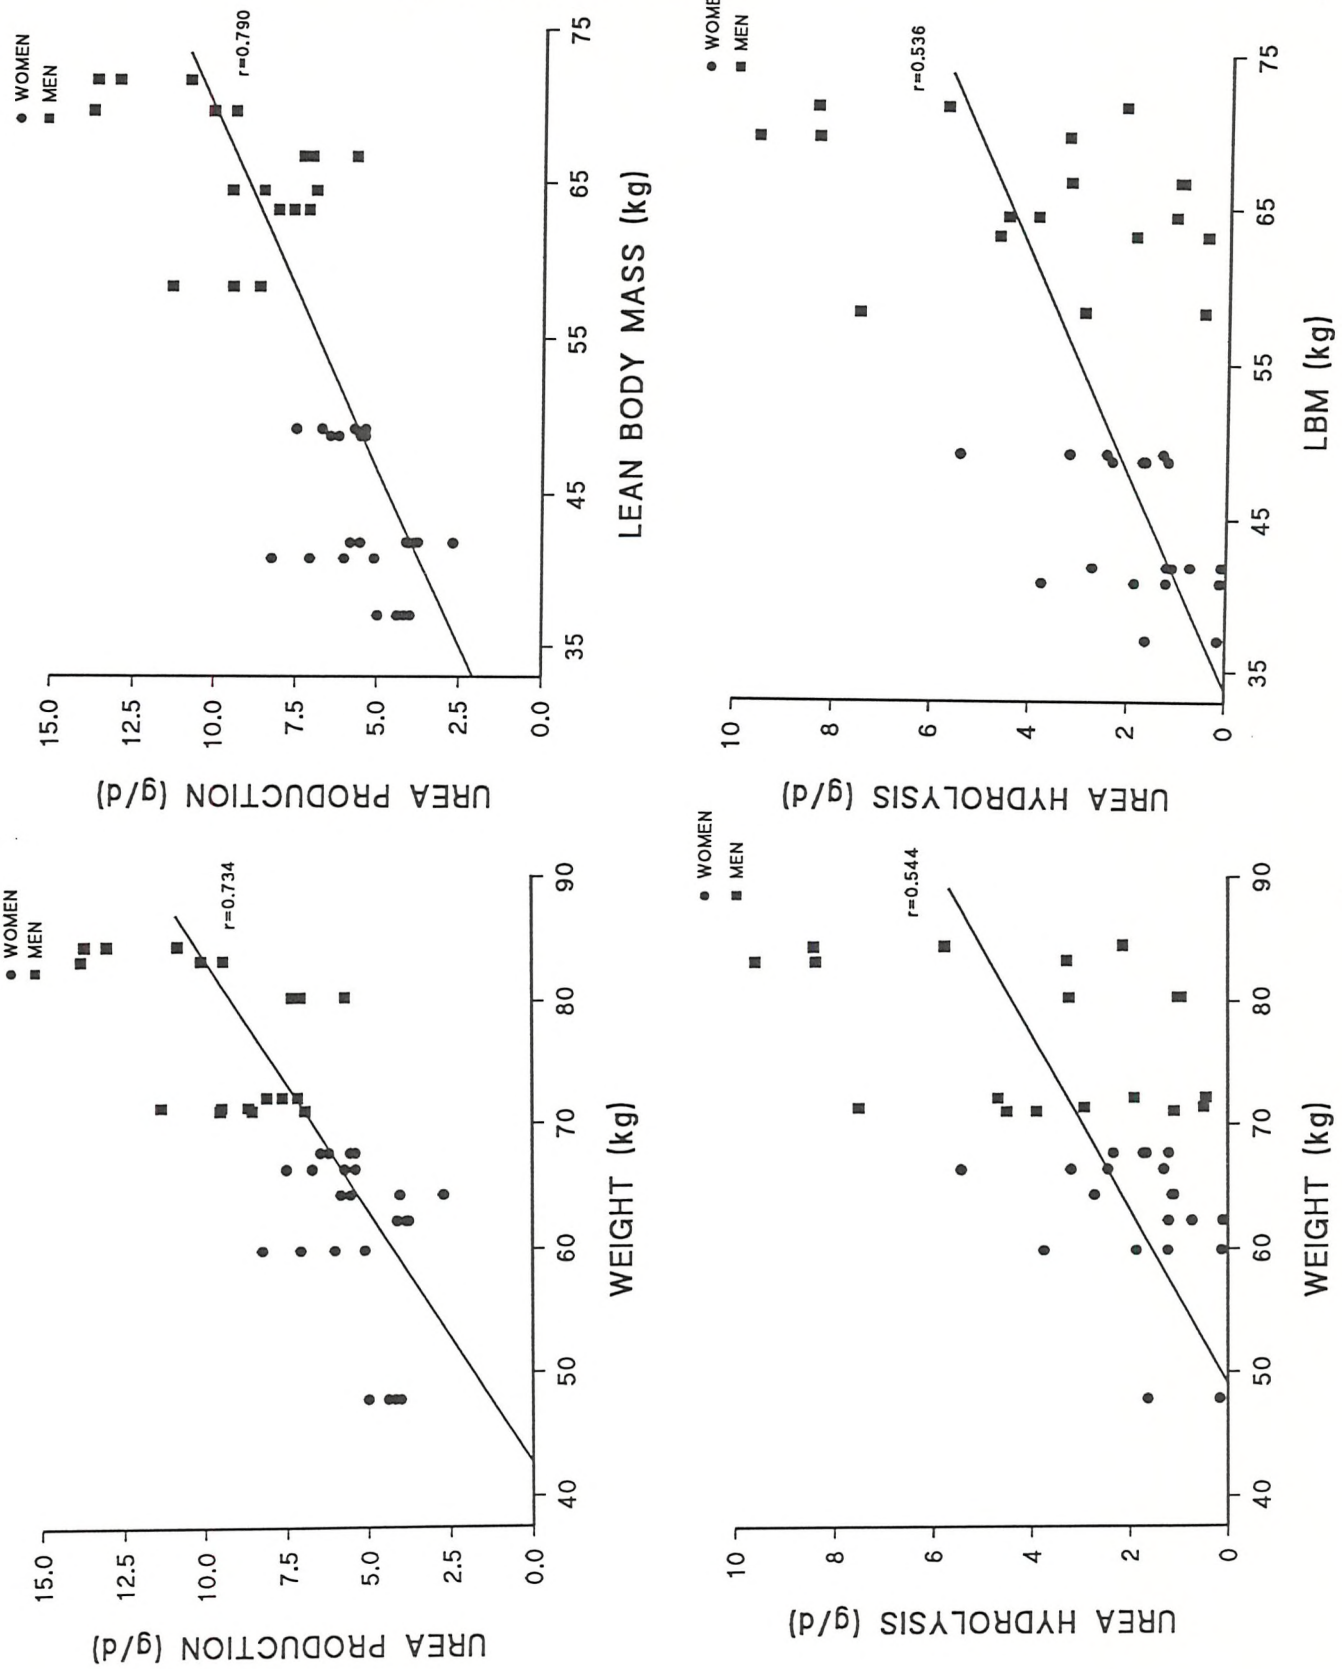 ● WOMEN
■ MEN
r=0.734
UREA PRODUCTION (g/d)
15.0
12.5
10.0
7.5
5.0
2.5
0.0
40
50
60
70
80
90
WEIGHT (kg)
● WOMEN
■ MEN
r=0.790
UREA PRODUCTION (g/d)
15.0
12.5
10.0
7.5
5.0
2.5
0.0
35
45
55
65
75
LEAN BODY MASS (kg)
● WOMEN
■ MEN
r=0.544
UREA HYDROLYSIS (g/d)
10
8
6
4
2
0
40
50
60
70
80
90
WEIGHT (kg)
● WOME
■ MEN
r=0.536
UREA HYDROLYSIS (g/d)
10
8
6
4
2
0
35
45
55
65
75
LBM (kg)